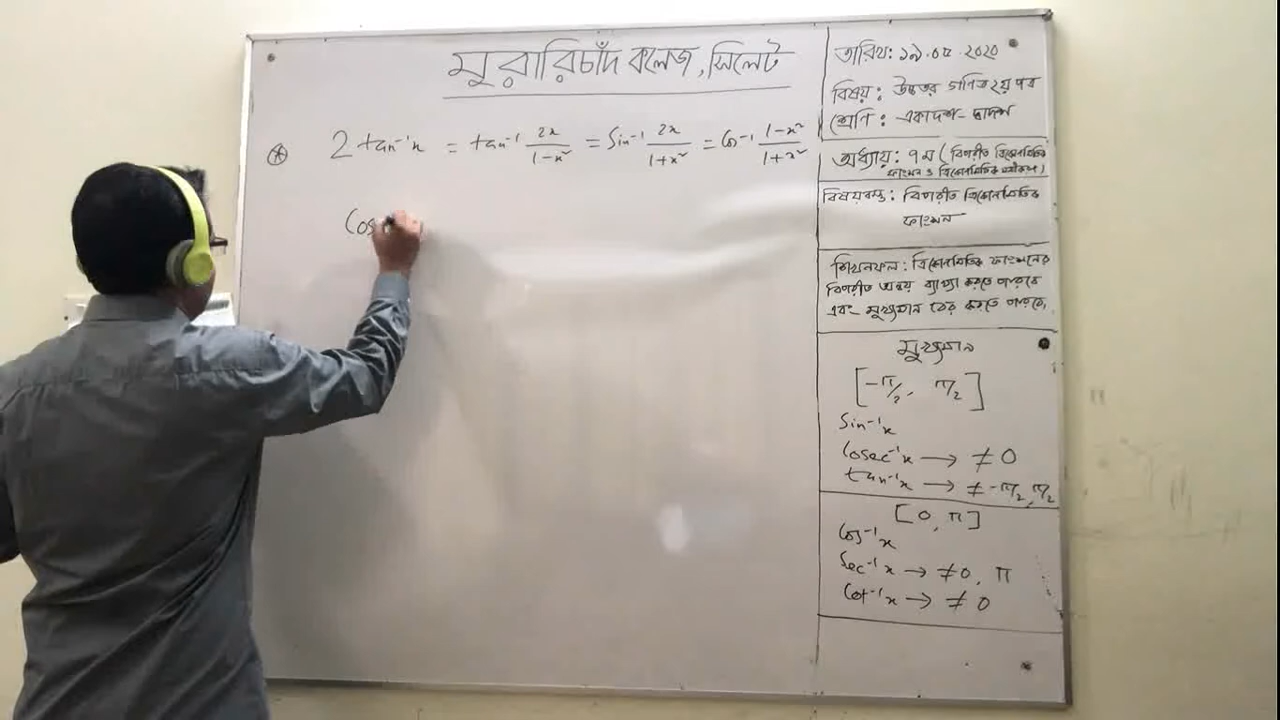 মুরারিচাঁদ কলেজ, সিলেট
⊛ 2 tan⁻¹x = tan⁻¹ 2x/1-x² = Sin⁻¹ 2x/1+x² = Cos⁻¹ 1-x²/1+x²
Cos
তারিখ: ১৯.০৫.২০২০
বিষয়: উচ্চতর গণিত ২য় পত্র
শ্রেণি: একাদশ-দ্বাদশ
অধ্যায়: ৭ম (বিপরীত ত্রিকোণমিতিক
ফাংশন ও ত্রিকোণমিতিক সমীকরণ)
বিষয়বস্তু: বিপরীত ত্রিকোণমিতিক
ফাংশন
শিখনফল: ত্রিকোণমিতিক ফাংশনের
বিপরীত অন্বয় ব্যাখ্যা করতে পারবে
এবং মুখ্যমান বের করতে পারবে,
মুখ্যমান
[-π/2, π/2]
Sin⁻¹x
Cosec⁻¹x → ≠ 0
tan⁻¹x → ≠ -π/2, π/2
[0, π]
Cos⁻¹x
Sec⁻¹x → ≠0, π
Cot⁻¹x → ≠ 0